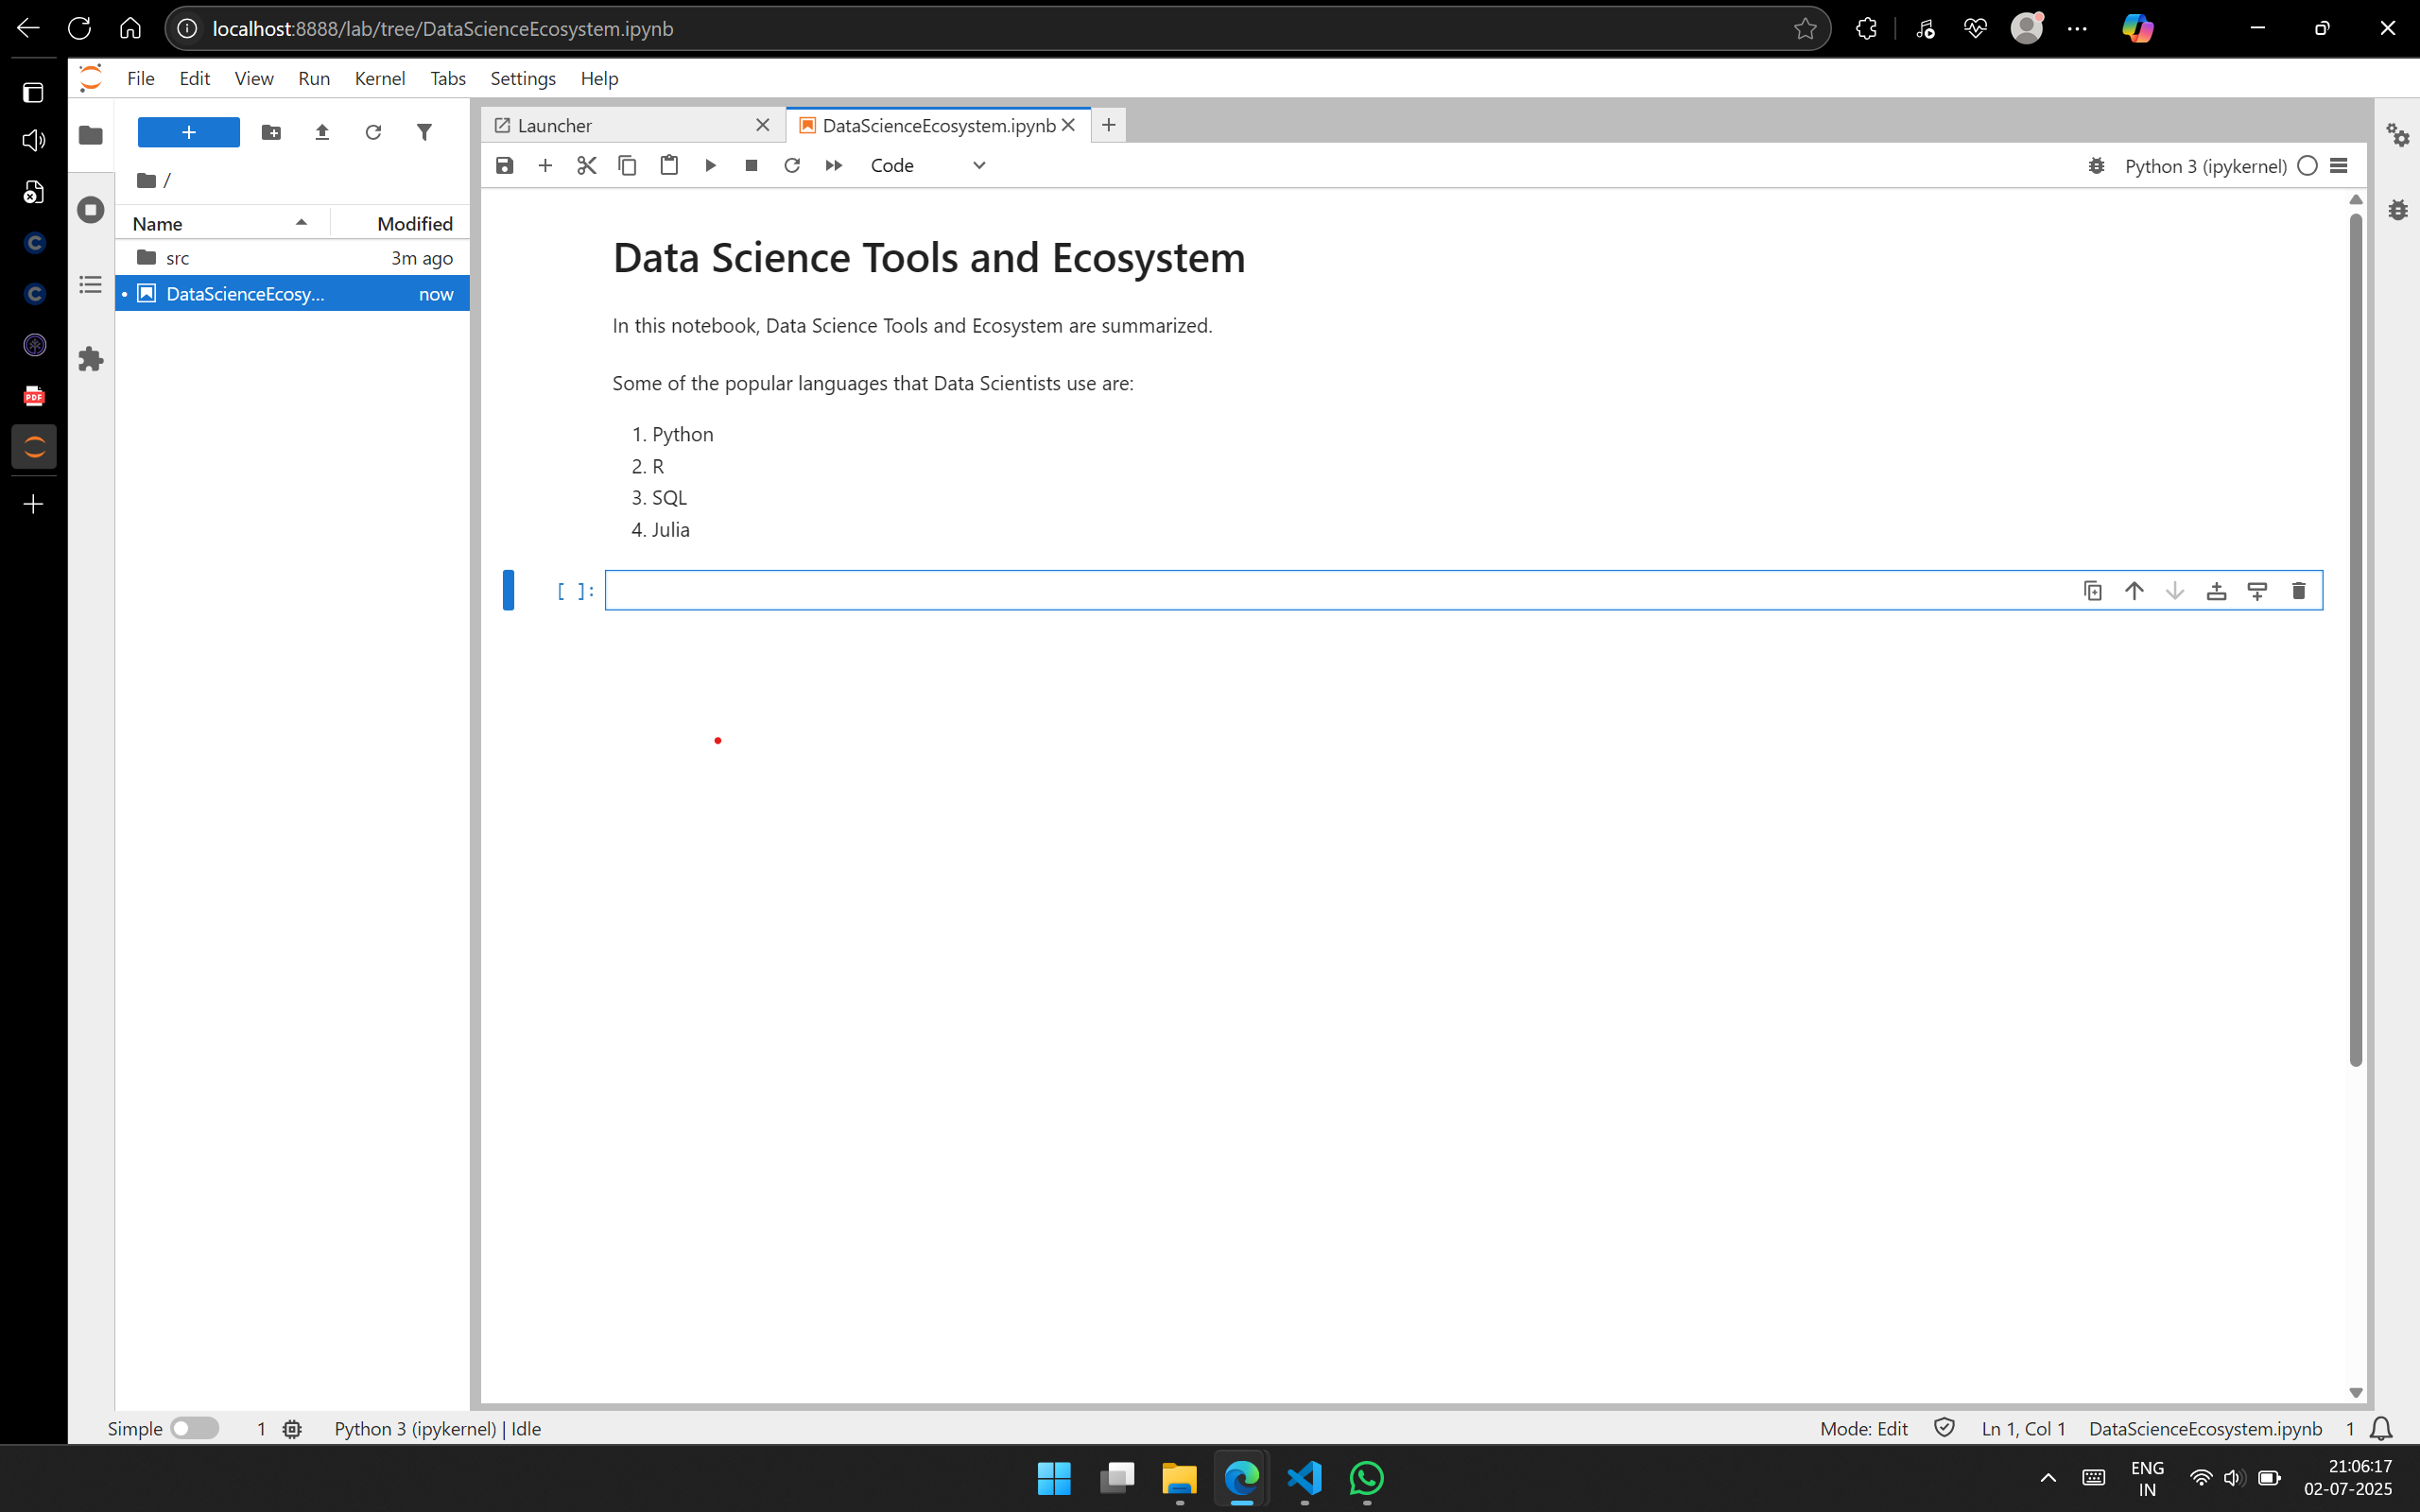 localhost:8888/lab/tree/DataScienceEcosystem.ipynb
File Edit View Run Kernel Tabs Settings Help
Launcher
DataScienceEcosystem.ipynb
Code
Python 3 (ipykernel)
/
Name Modified
src 3m ago
DataScienceEcosy... now
Data Science Tools and Ecosystem
In this notebook, Data Science Tools and Ecosystem are summarized.
Some of the popular languages that Data Scientists use are:
1. Python
2. R
3. SQL
4. Julia
[ ]:
PDF
Simple 1 Python 3 (ipykernel) | Idle Mode: Edit Ln 1, Col 1 DataScienceEcosystem.ipynb 1
ENG
IN
21:06:17
02-07-2025